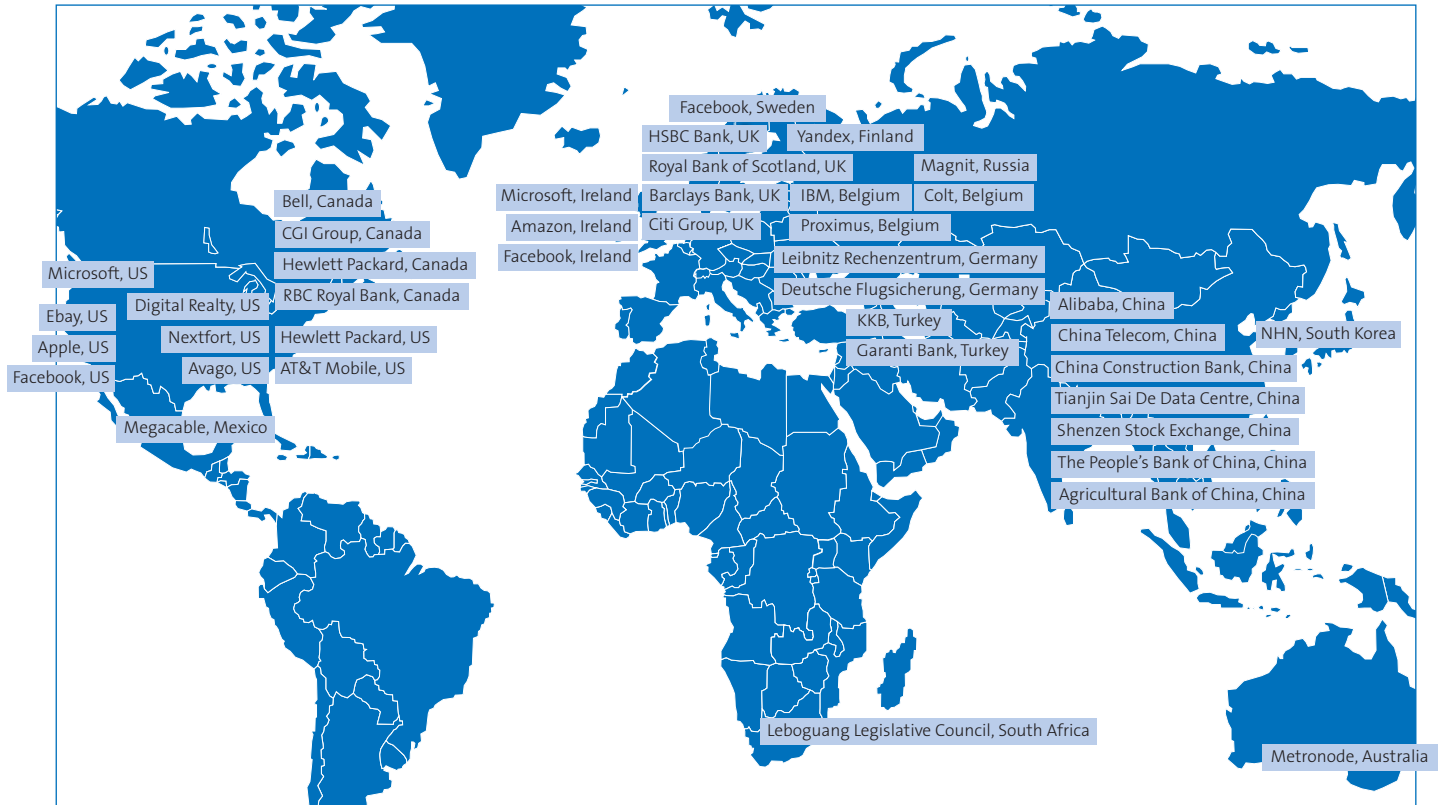 Facebook, Sweden
HSBC Bank, UK
Yandex, Finland
Royal Bank of Scotland, UK
Magnit, Russia
Microsoft, Ireland
Barclays Bank, UK
IBM, Belgium
Colt, Belgium
Amazon, Ireland
Citi Group, UK
Proximus, Belgium
Facebook, Ireland
Leibnitz Rechenzentrum, Germany
Deutsche Flugsicherung, Germany
KKB, Turkey
Garanti Bank, Turkey
Bell, Canada
CGI Group, Canada
Hewlett Packard, Canada
RBC Royal Bank, Canada
Microsoft, US
Digital Realty, US
Ebay, US
Nextfort, US
Hewlett Packard, US
Apple, US
Avago, US
AT&T Mobile, US
Facebook, US
Megacable, Mexico
Alibaba, China
China Telecom, China
NHN, South Korea
China Construction Bank, China
Tianjin Sai De Data Centre, China
Shenzen Stock Exchange, China
The People’s Bank of China, China
Agricultural Bank of China, China
Leboguang Legislative Council, South Africa
Metronode, Australia